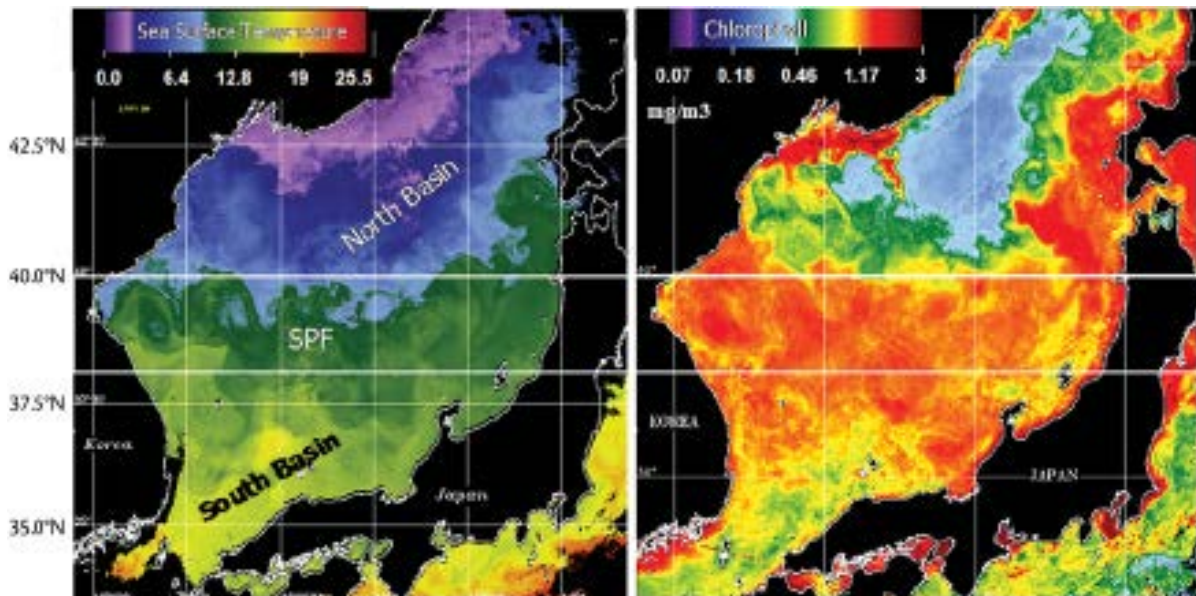 Sea Surface Temperature
0.0 6.4 12.8 19 25.5
42.5°N
40.0°N
37.5°N
35.0°N
North Basin
SPF
South Basin
Korea
Japan
Chlorophyll
0.07 0.18 0.46 1.17 3
mg/m3
KOREA
JAPAN